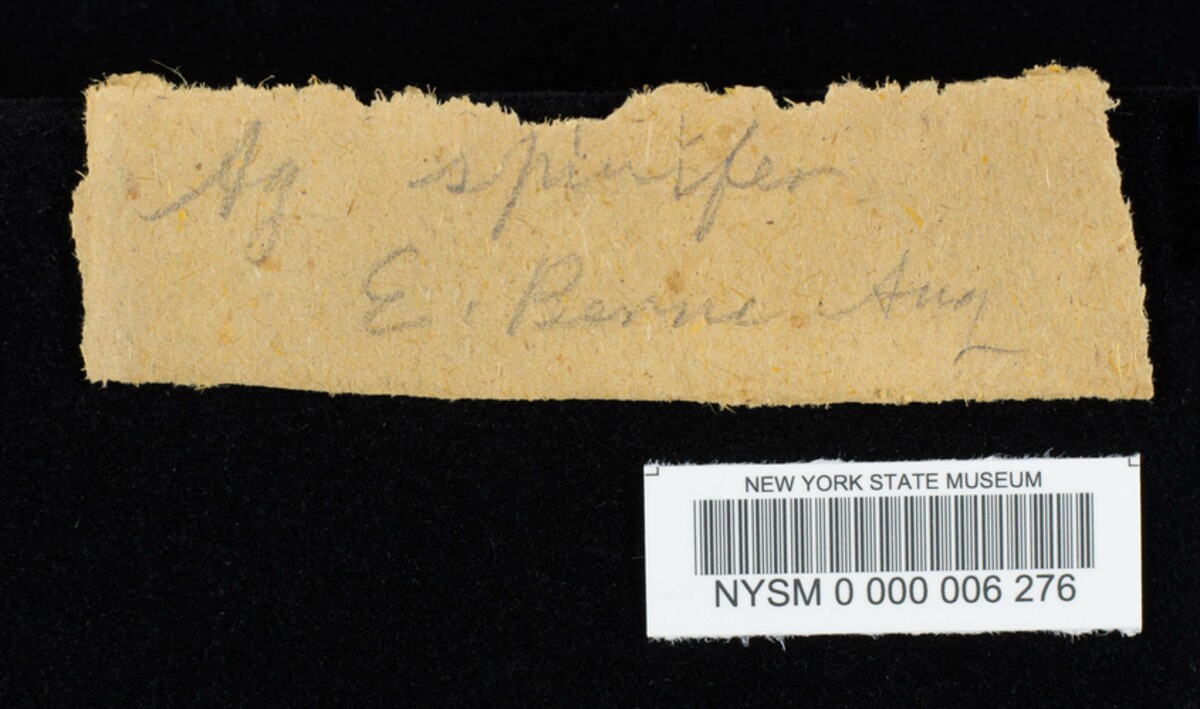 Ag spinifer
E. Berne Aug
NEW YORK STATE MUSEUM
NYSM 0 000 006 276